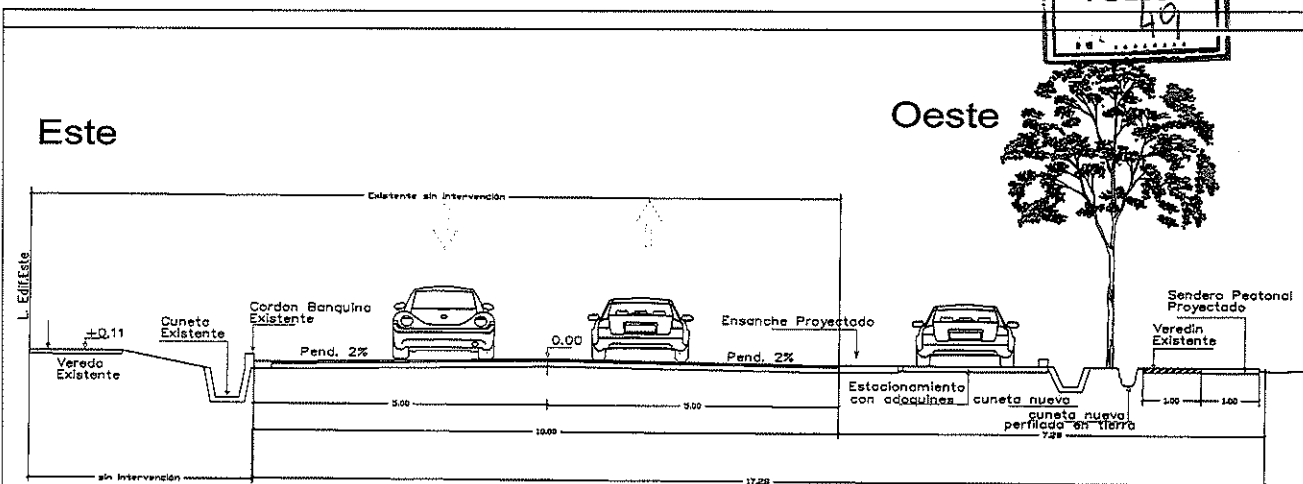 401
Este
Oeste
Existente sin intervención
L. Edif.Este
+0.11
Vereda
Existente
Cuneta
Existente
Cordon Banquina
Existente
Pend. 2%
0.00
Pend. 2%
Ensanche Proyectado
Sendero Peatonal
Proyectado
Veredin
Existente
Estacionamiento
con adoquines
cuneta nueva
cuneta nueva
perfilada en tierra
5.00
5.00
1.00
1.00
10.00
7.28
sin intervención
17.28